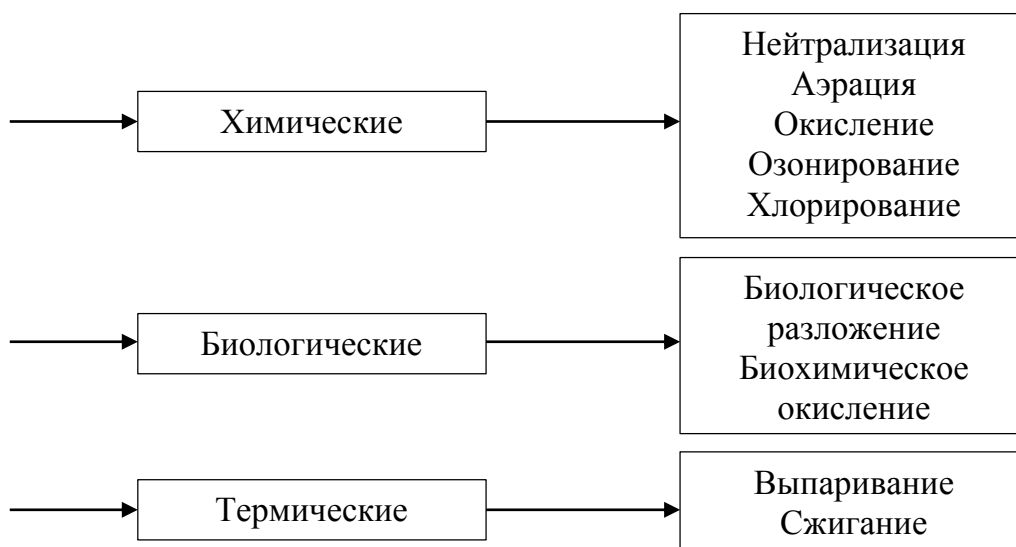 Химические
Нейтрализация
Аэрация
Окисление
Озонирование
Хлорирование
Биологические
Биологическое
разложение
Биохимическое
окисление
Термические
Выпаривание
Сжигание